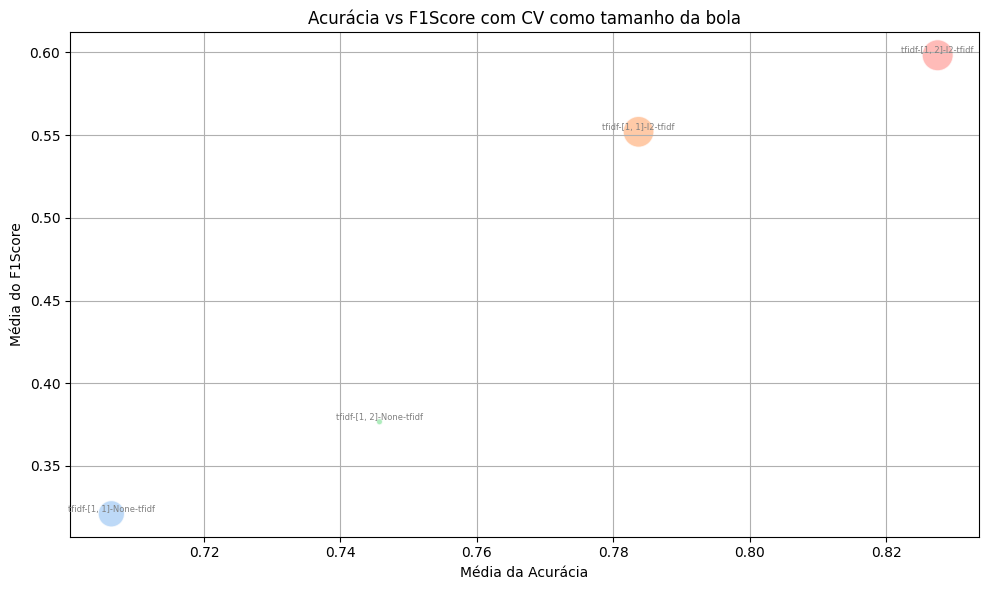 Acurácia vs F1Score com CV como tamanho da bola
Média do F1Score
0.60
0.55
0.50
0.45
0.40
0.35
tfidf-[1, 2]-l2-tfidf
tfidf-[1, 1]-l2-tfidf
tfidf-[1, 2]-None-tfidf
tfidf-[1, 1]-None-tfidf
0.72 0.74 0.76 0.78 0.80 0.82
Média da Acurácia